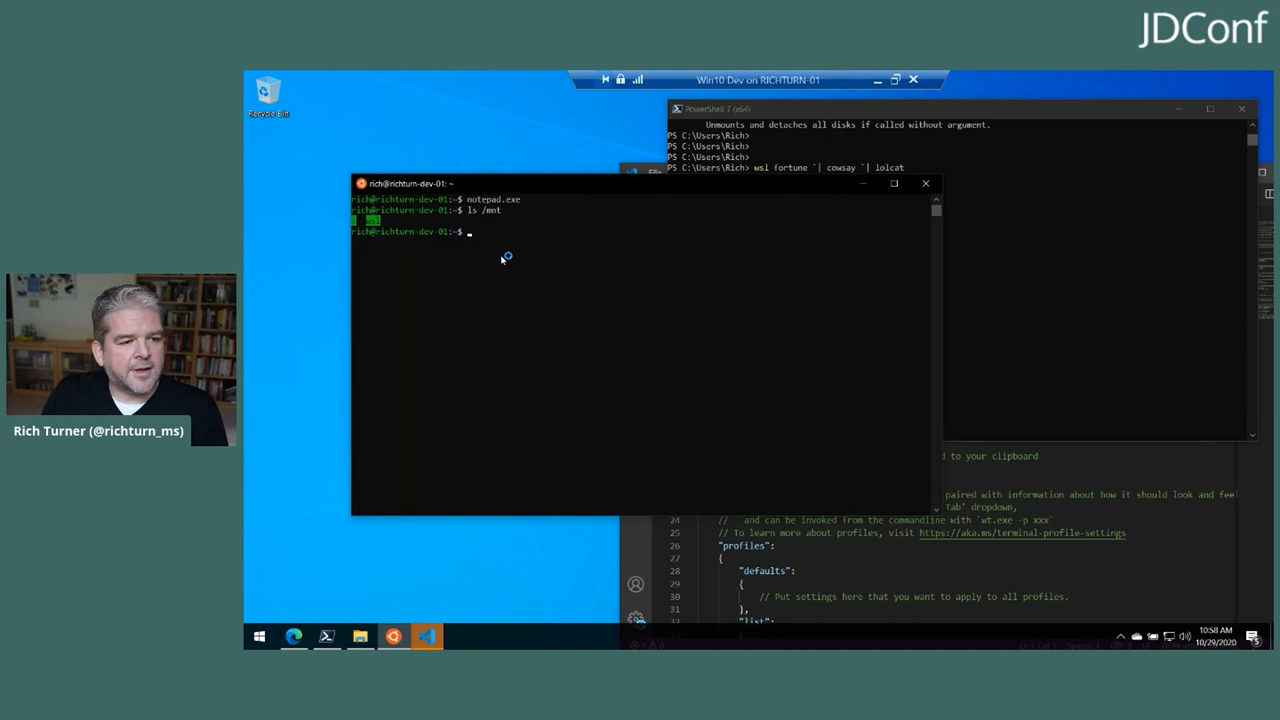 JDConf
Win10 Dev on RICHTURN-01
Recycle Bin
PowerShell 7 (x64)
Unmounts and detaches all disks if called without argument.
PS C:\Users\Rich>
PS C:\Users\Rich>
PS C:\Users\Rich>
PS C:\Users\Rich> wsl fortune `| cowsay `| lolcat
rich@richturn-dev-01: ~
rich@richturn-dev-01:~$ notepad.exe
rich@richturn-dev-01:~$ ls /mnt
wsl
rich@richturn-dev-01:~$
Rich Turner (@richturn_ms)
d to your clipboard
paired with information about how it should look and feel
Tab' dropdown,
24 // and can be invoked from the commandline with `wt.exe -p xxx`
25 // To learn more about profiles, visit https://aka.ms/terminal-profile-settings
26 "profiles":
27 {
28 "defaults":
29 {
30 // Put settings here that you want to apply to all profiles.
31 },
"list":
10:58 AM
10/29/2020
5